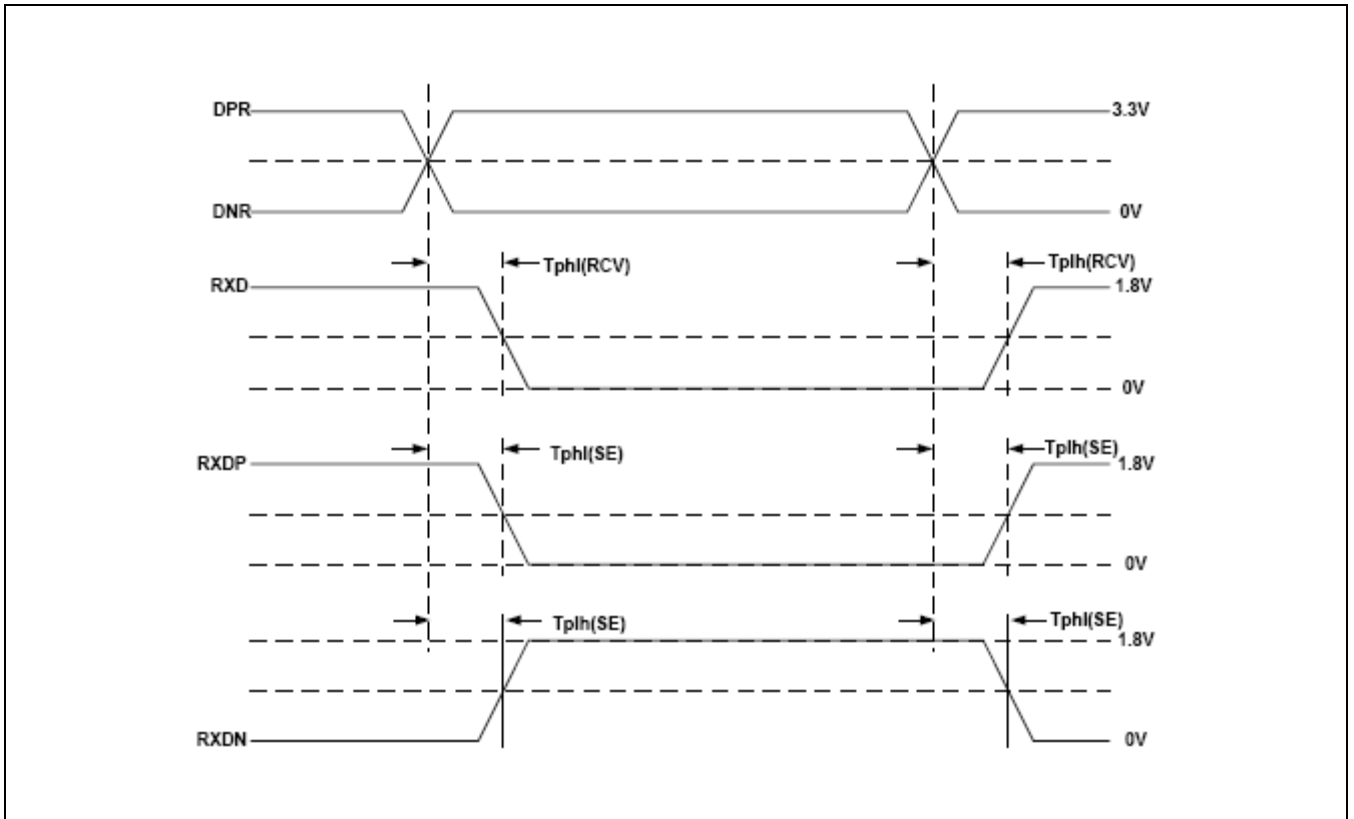 DPR
3.3V
DNR
0V
Tphl(RCV)
Tplh(RCV)
RXD
1.8V
0V
Tphl(SE)
Tplh(SE)
RXDP
1.8V
0V
Tplh(SE)
Tphl(SE)
1.8V
RXDN
0V